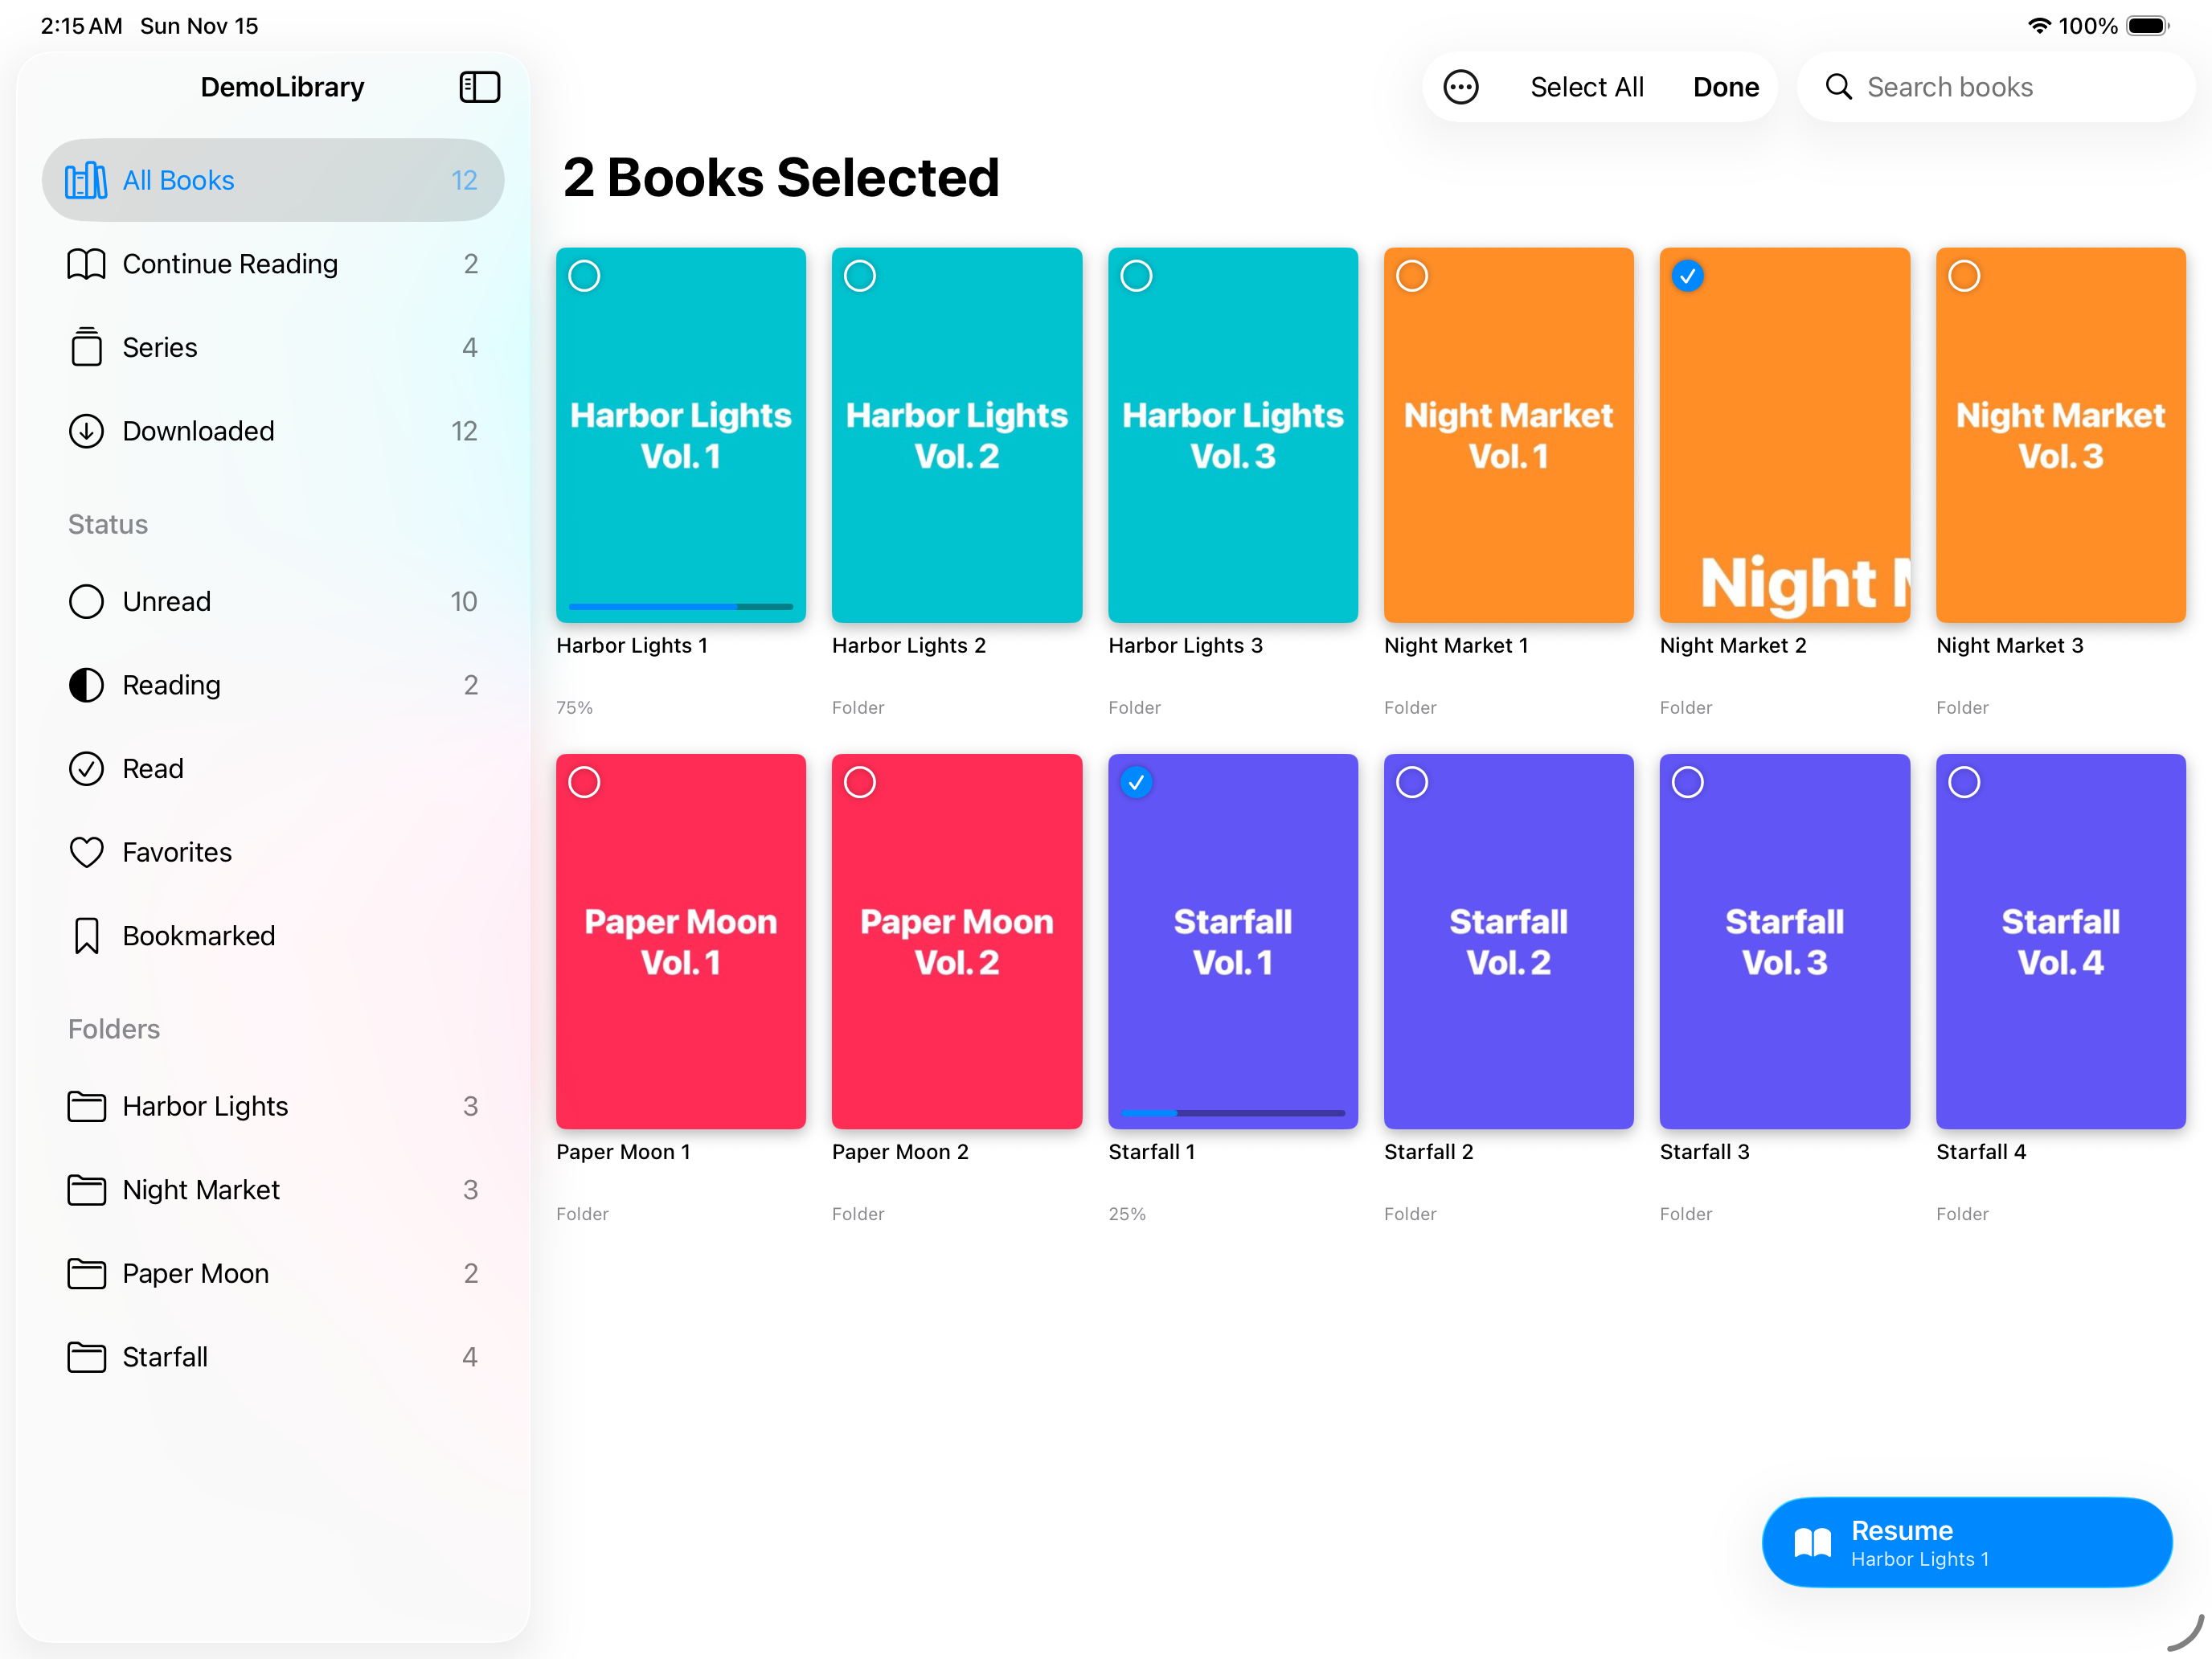 2:15 AM Sun Nov 15
100%
DemoLibrary
All Books 12
Continue Reading 2
Series 4
Downloaded 12
Status
Unread 10
Reading 2
Read
Favorites
Bookmarked
Folders
Harbor Lights 3
Night Market 3
Paper Moon 2
Starfall 4
Select All
Done
Search books
2 Books Selected
Harbor Lights
Vol. 1
Harbor Lights 1
75%
Harbor Lights
Vol. 2
Harbor Lights 2
Folder
Harbor Lights
Vol. 3
Harbor Lights 3
Folder
Night Market
Vol. 1
Night Market 1
Folder
Night
Night Market 2
Folder
Night Market
Vol. 3
Night Market 3
Folder
Paper Moon
Vol. 1
Paper Moon 1
Folder
Paper Moon
Vol. 2
Paper Moon 2
Folder
Starfall
Vol. 1
Starfall 1
25%
Starfall
Vol. 2
Starfall 2
Folder
Starfall
Vol. 3
Starfall 3
Folder
Starfall
Vol. 4
Starfall 4
Folder
Resume
Harbor Lights 1